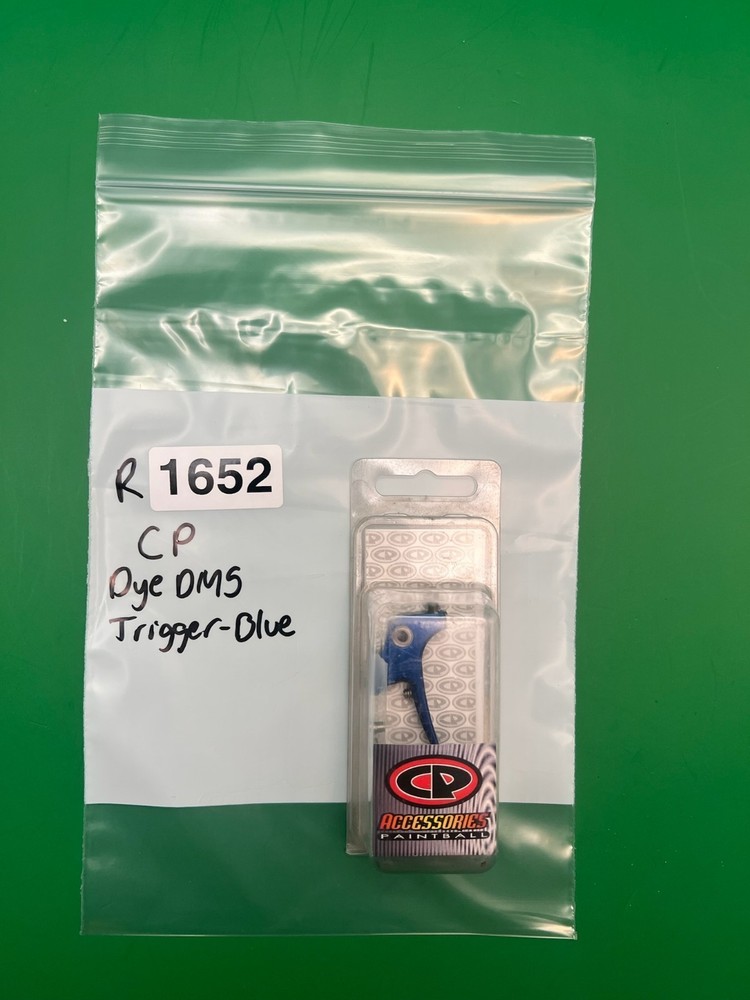 R 1652
CP
Dye DM5
Trigger-Blue
CP
ACCESSORIES
PAINTBALL